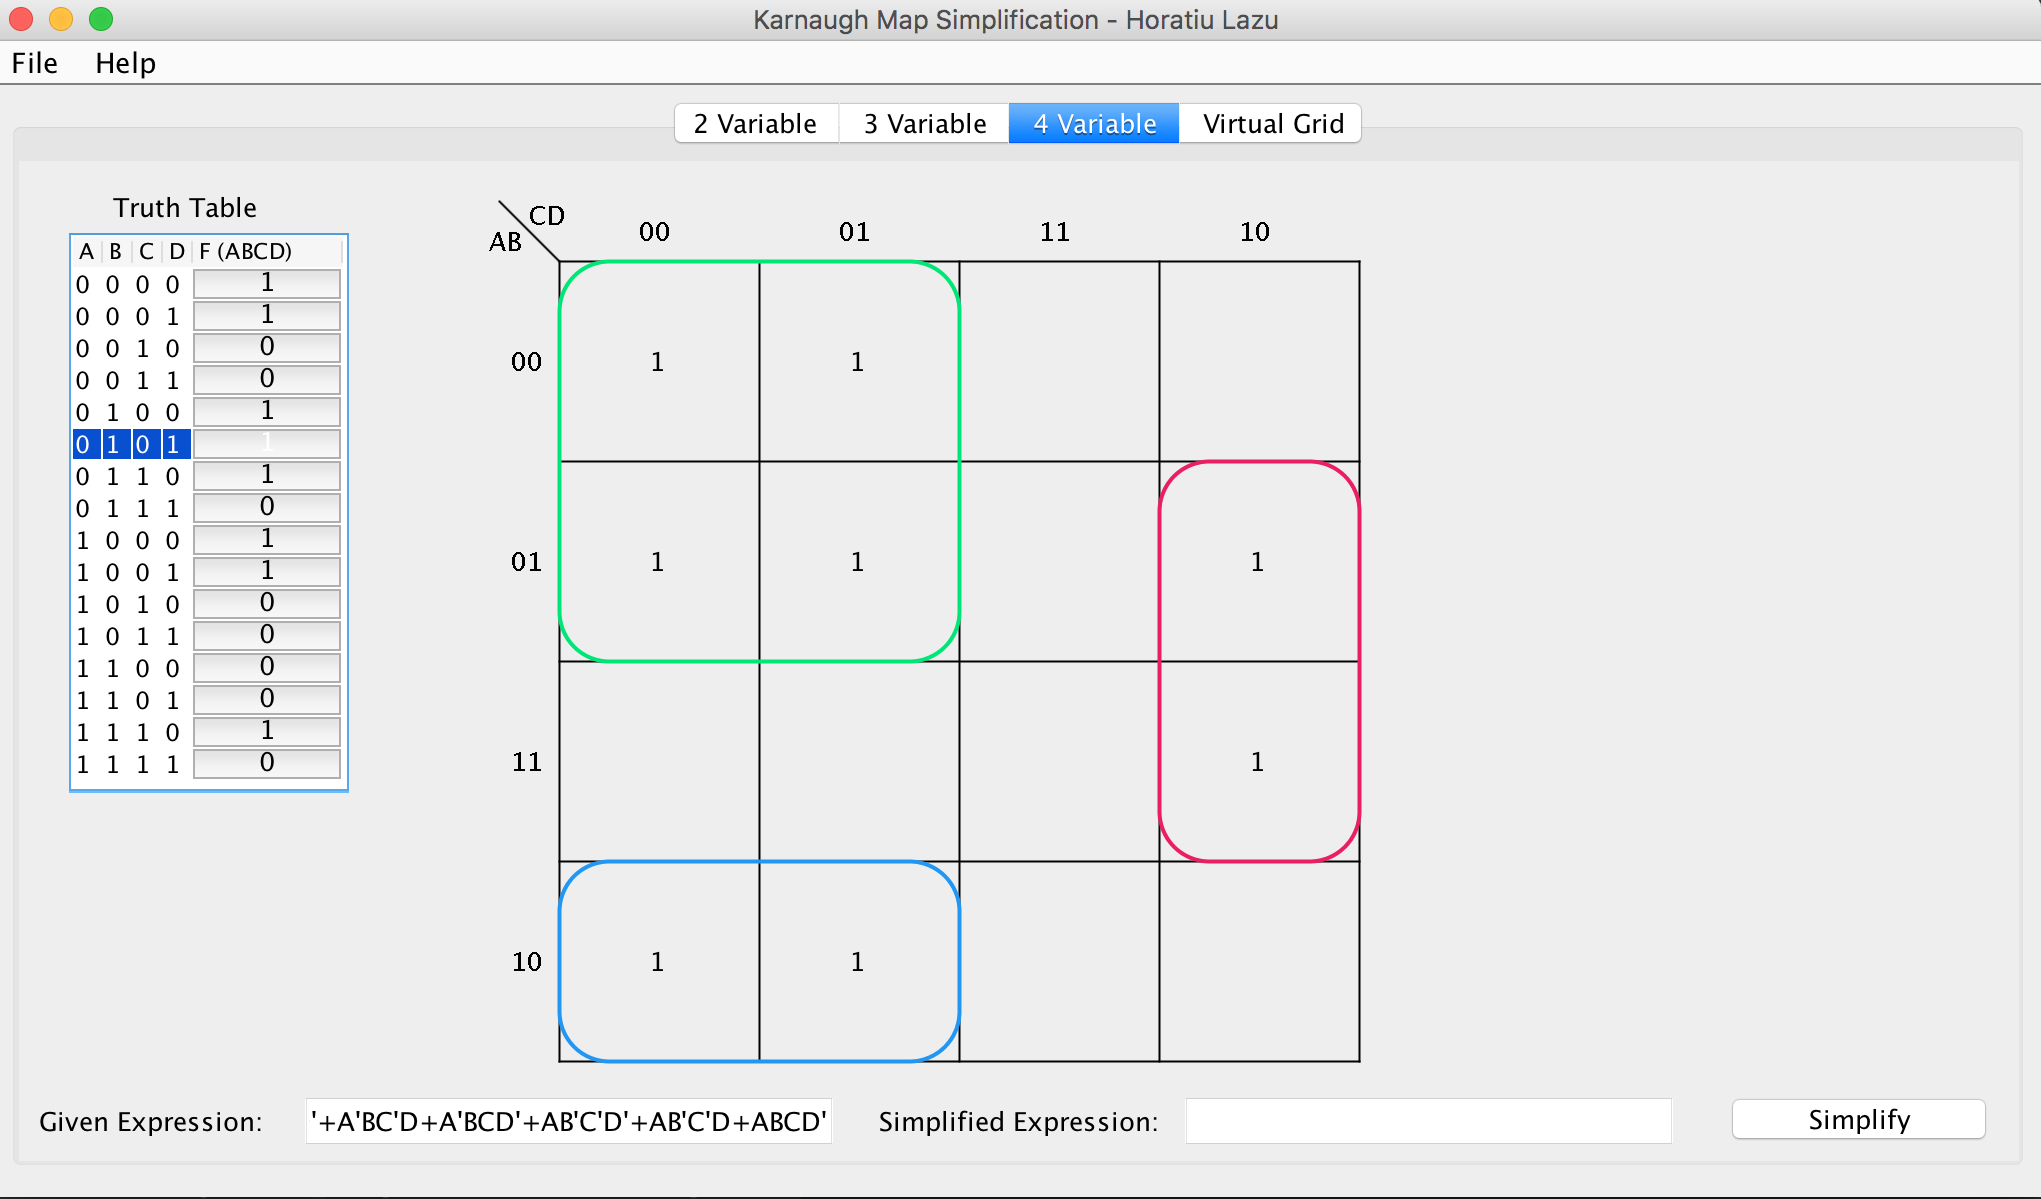 Karnaugh Map Simplification - Horatiu Lazu
File Help
2 Variable 3 Variable 4 Variable Virtual Grid
Truth Table
A B C D F (ABCD)
0 0 0 0 1
0 0 0 1 1
0 0 1 0 0
0 0 1 1 0
0 1 0 0 1
0 1 0 1 1
0 1 1 0 1
0 1 1 1 0
1 0 0 0 1
1 0 0 1 1
1 0 1 0 0
1 0 1 1 0
1 1 0 0 0
1 1 0 1 0
1 1 1 0 1
1 1 1 1 0
CD
AB
00 01 11 10
00 1 1
01 1 1 1
11 1
10 1 1
Given Expression: '+A'BC'D+A'BCD'+AB'C'D'+AB'C'D+ABCD' Simplified Expression: Simplify